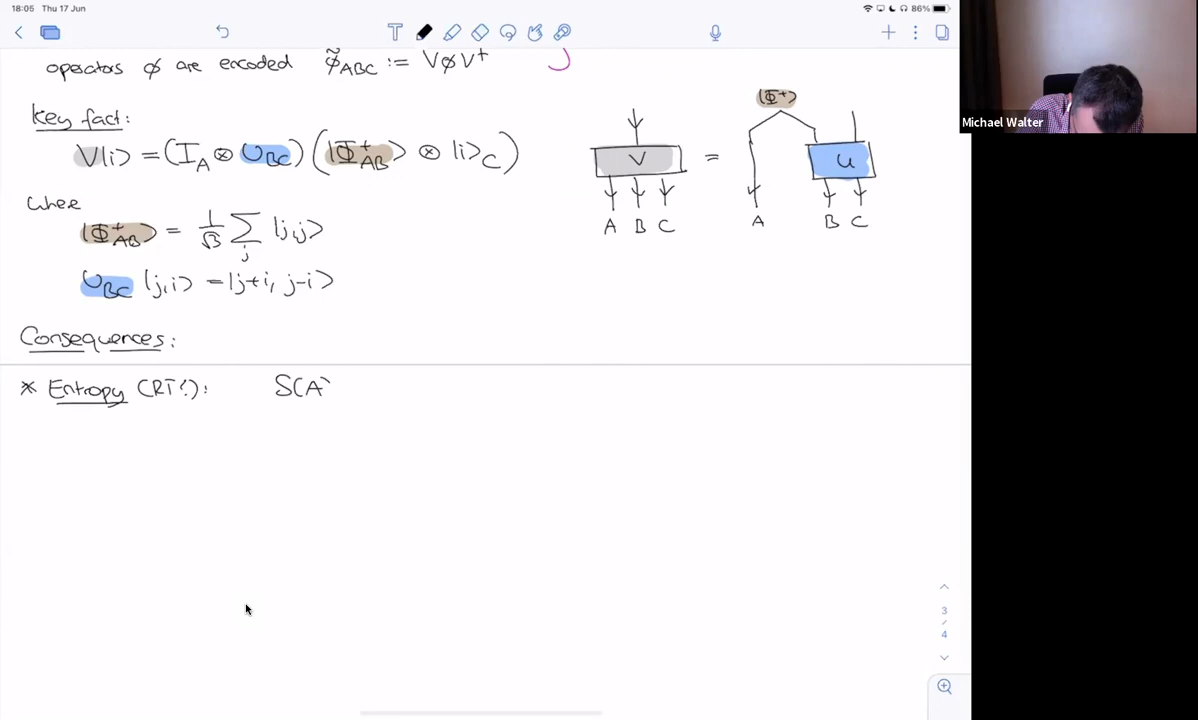 18:05 Thu 17 Jun
86%
operators ϕ are encoded ϕ̃_ABC := VϕV†
Key fact:
V|i⟩ = (I_A ⊗ U_BC) (|Φ⁺_AB⟩ ⊗ |i⟩_C)
|Φ⁺⟩
V = U
A B C A B C
where
|Φ⁺_AB⟩ = 1/√3 Σ_j |j,j⟩
U_BC |j,i⟩ = |j+i, j-i⟩
Consequences:
* Entropy (RT?): S(A)
3
/
4
Michael Walter